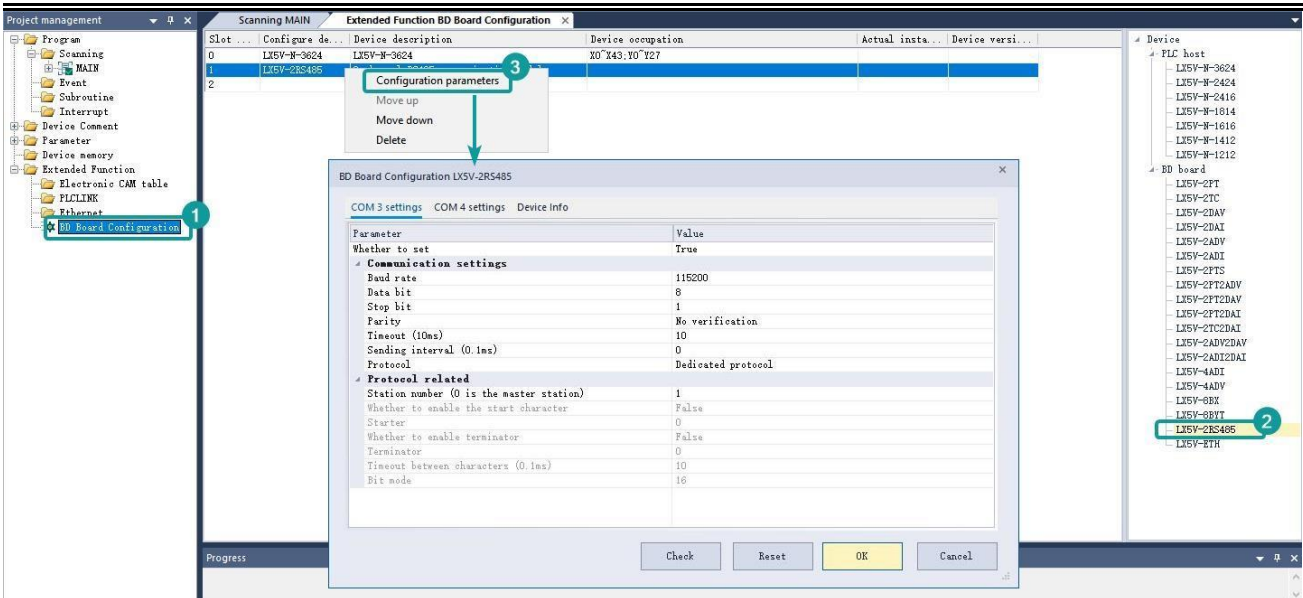 Project management
Scanning MAIN
Extended Function BD Board Configuration
Program
Scanning
MAIN
Event
Subroutine
Interrupt
Device Comment
Parameter
Device memory
Extended Function
Electronic CAM table
PLCLINK
Ethernet
BD Board Configuration
1
Slot ... Configure de... Device description Device occupation Actual insta... Device versi...
0 LX5V-N-3624 LX5V-N-3624 X0~X43;Y0~Y27
1 LX5V-2RS485
2
Configuration parameters
3
Move up
Move down
Delete
BD Board Configuration LX5V-2RS485
COM 3 settings COM 4 settings Device Info
Parameter Value
Whether to set True
Communication settings
Baud rate 115200
Data bit 8
Stop bit 1
Parity No verification
Timeout (10ms) 10
Sending interval (0.1ms) 0
Protocol Dedicated protocol
Protocol related
Station number (0 is the master station) 1
Whether to enable the start character False
Starter 0
Whether to enable terminator False
Terminator 0
Timeout between characters (0.1ms) 10
Bit mode 16
Check Reset OK Cancel
Device
PLC host
LX5V-N-3624
LX5V-N-2424
LX5V-N-2416
LX5V-N-1814
LX5V-N-1616
LX5V-N-1412
LX5V-N-1212
BD board
LX5V-2PT
LX5V-2TC
LX5V-2DAV
LX5V-2DAI
LX5V-2ADV
LX5V-2ADI
LX5V-2PTS
LX5V-2PT2ADV
LX5V-2PT2DAV
LX5V-2PT2DAI
LX5V-2TC2DAI
LX5V-2ADV2DAV
LX5V-2ADI2DAI
LX5V-4ADI
LX5V-4ADV
LX5V-8BX
LX5V-8BYT
LX5V-2RS485
2
LX5V-ETH
Progress